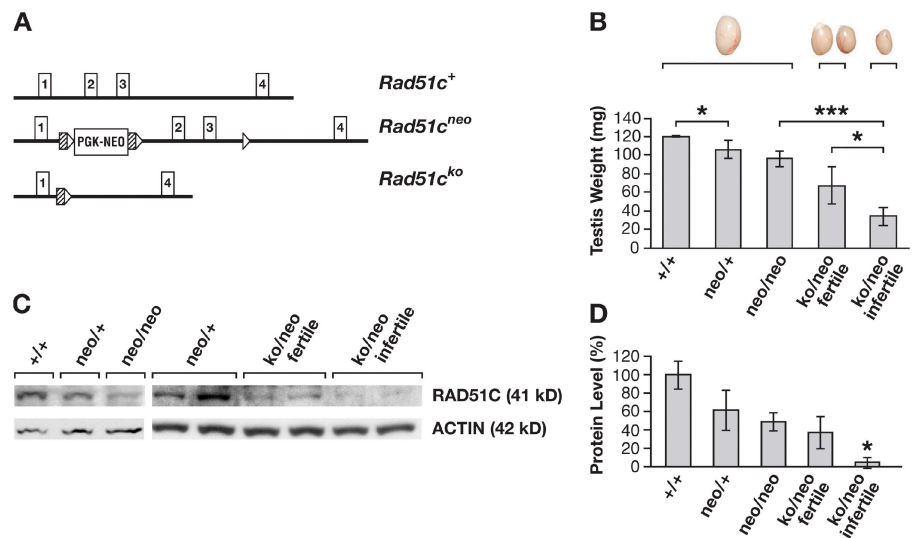 A
1 2 3 4 Rad51c+
1 PGK-NEO 2 3 4 Rad51cneo
1 4 Rad51cko
B
Testis Weight (mg)
140
120
100
80
60
40
20
0
* *** *
+/+
neo/+
neo/neo
ko/neo
fertile
ko/neo
infertile
C
+/+
neo/+
neo/neo
neo/+
ko/neo
fertile
ko/neo
infertile
RAD51C (41 kD)
ACTIN (42 kD)
D
Protein Level (%)
120
100
80
60
40
20
0
*
+/+
neo/+
neo/neo
ko/neo
fertile
ko/neo
infertile